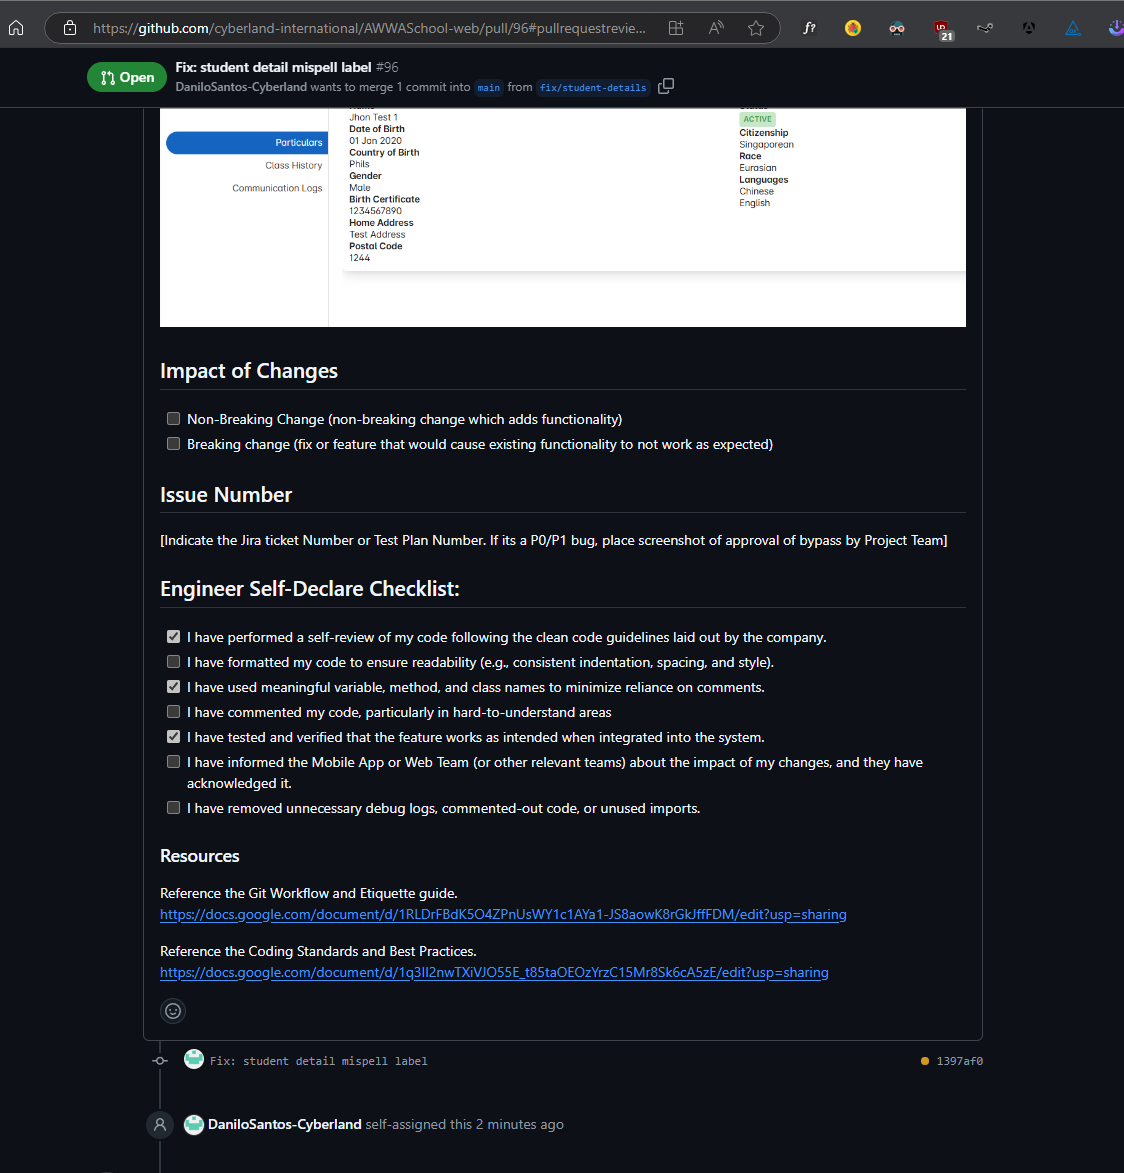 https://github.com/cyberland-international/AWWASchool-web/pull/96#pullrequestrevie...
21
Open
Fix: student detail mispell label #96
DaniloSantos-Cyberland wants to merge 1 commit into main from fix/student-details
Particulars
Class History
Communication Logs
Jhon Test 1
Date of Birth
01 Jan 2020
Country of Birth
Phils
Gender
Male
Birth Certificate
1234567890
Home Address
Test Address
Postal Code
1244
ACTIVE
Citizenship
Singaporean
Race
Eurasian
Languages
Chinese
English
Impact of Changes
Non-Breaking Change (non-breaking change which adds functionality)
Breaking change (fix or feature that would cause existing functionality to not work as expected)
Issue Number
[Indicate the Jira ticket Number or Test Plan Number. If its a P0/P1 bug, place screenshot of approval of bypass by Project Team]
Engineer Self-Declare Checklist:
I have performed a self-review of my code following the clean code guidelines laid out by the company.
I have formatted my code to ensure readability (e.g., consistent indentation, spacing, and style).
I have used meaningful variable, method, and class names to minimize reliance on comments.
I have commented my code, particularly in hard-to-understand areas
I have tested and verified that the feature works as intended when integrated into the system.
I have informed the Mobile App or Web Team (or other relevant teams) about the impact of my changes, and they have
acknowledged it.
I have removed unnecessary debug logs, commented-out code, or unused imports.
Resources
Reference the Git Workflow and Etiquette guide.
https://docs.google.com/document/d/1RLDrFBdK5O4ZPnUsWY1c1AYa1-JS8aowK8rGkJffFDM/edit?usp=sharing
Reference the Coding Standards and Best Practices.
https://docs.google.com/document/d/1q3Il2nwTXiVJO55E_t85taOEOzYrzC15Mr8Sk6cA5zE/edit?usp=sharing
Fix: student detail mispell label
1397af0
DaniloSantos-Cyberland self-assigned this 2 minutes ago